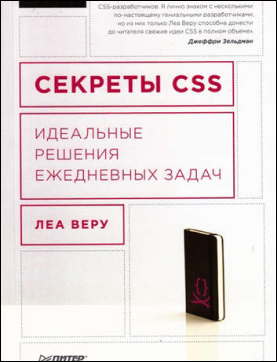 CSS-разработчиков. Я лично знаком с несколькими
по-настоящему гениальными разработчиками,
но из них только Леа Веру способна донести
до читателя свежие идеи CSS в полном объеме.
Джеффри Зельдман
СЕКРЕТЫ CSS
ИДЕАЛЬНЫЕ
РЕШЕНИЯ
ЕЖЕДНЕВНЫХ ЗАДАЧ
ЛЕА ВЕРУ
ПИТЕР